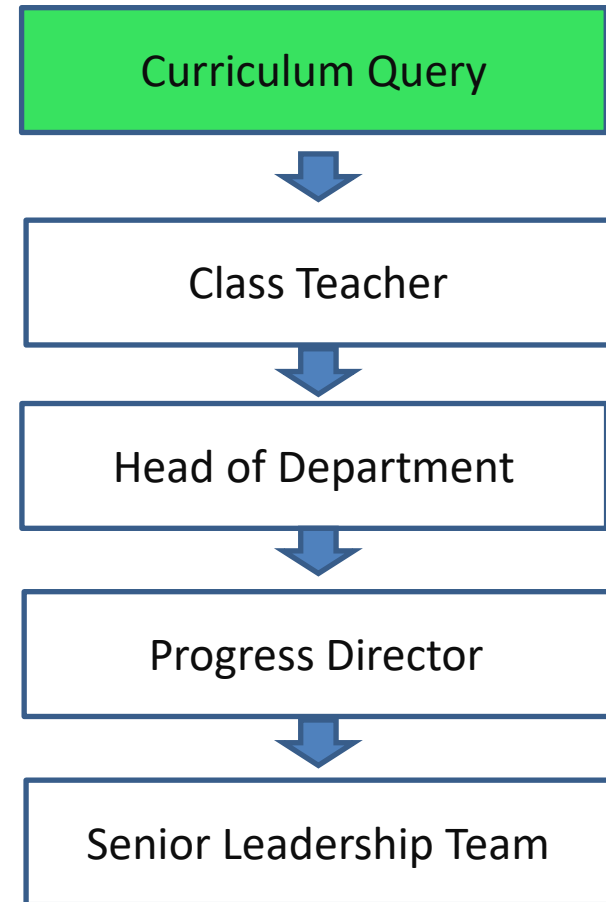 Curriculum Query
Class Teacher
Head of Department
Progress Director
Senior Leadership Team